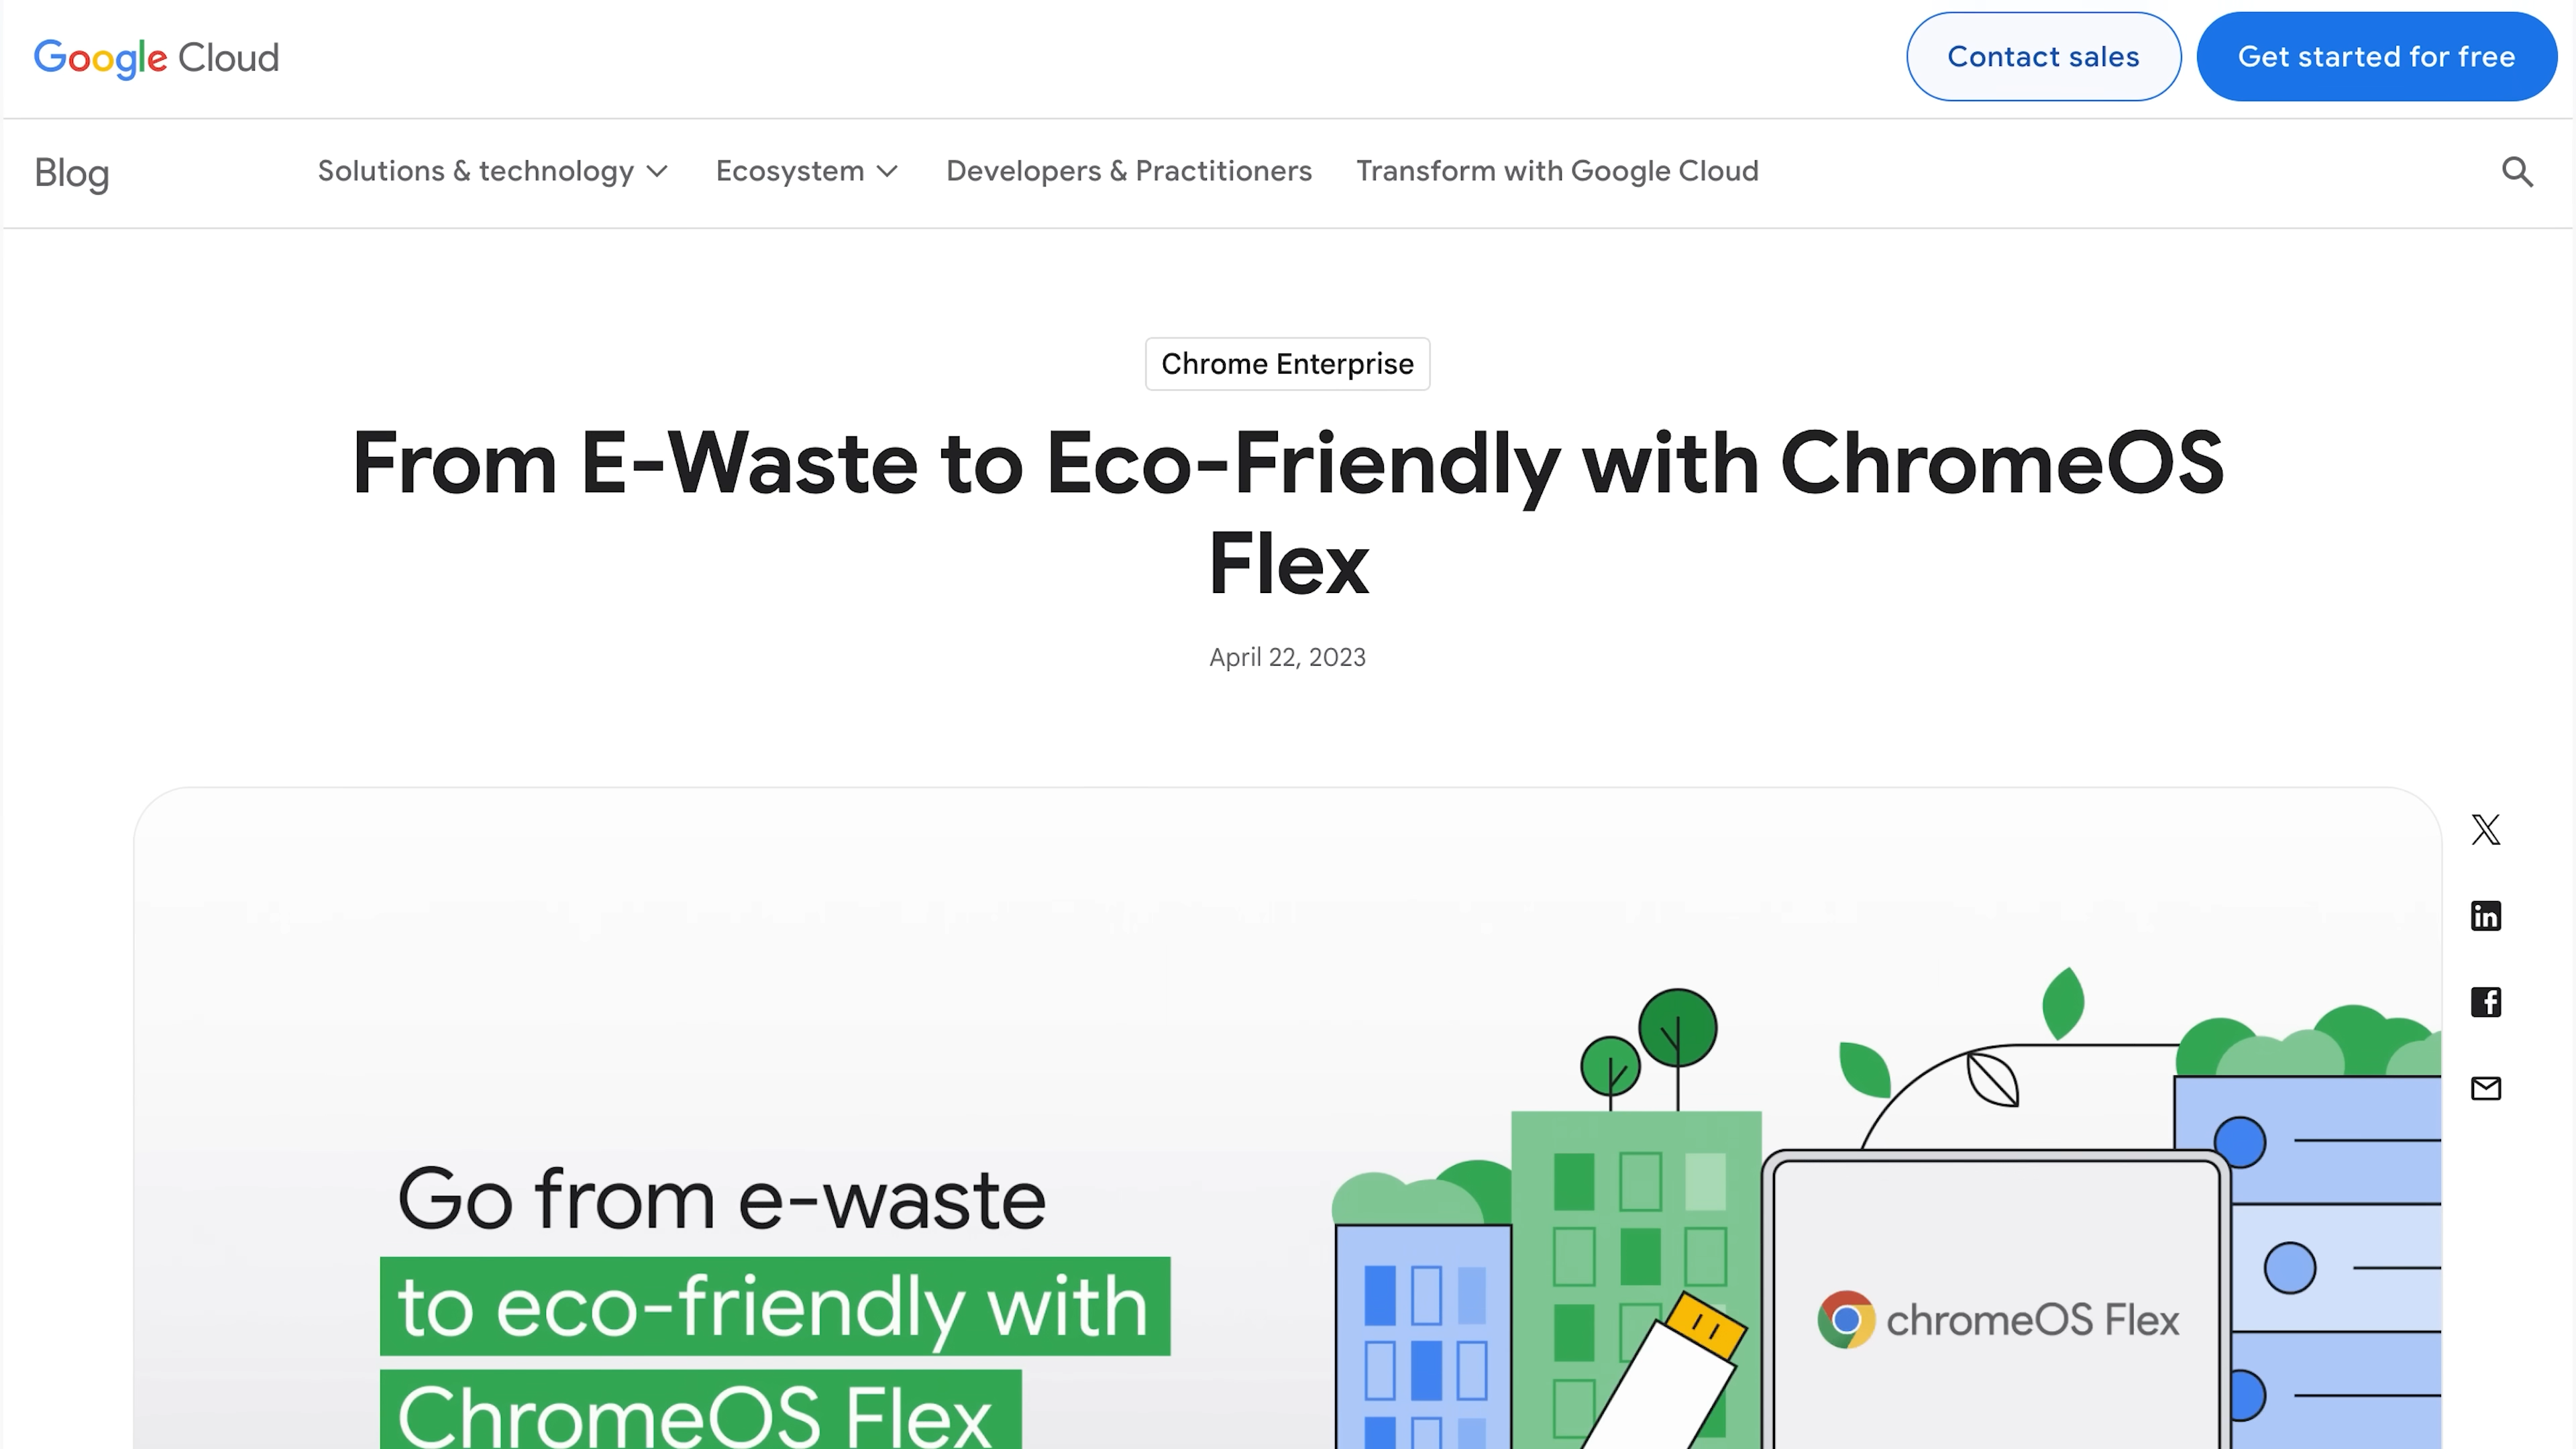 Google Cloud
Contact sales
Get started for free
Blog
Solutions & technology
Ecosystem
Developers & Practitioners
Transform with Google Cloud
Chrome Enterprise
From E-Waste to Eco-Friendly with ChromeOS
Flex
April 22, 2023
Go from e-waste
to eco-friendly with
ChromeOS Flex
chromeOS Flex